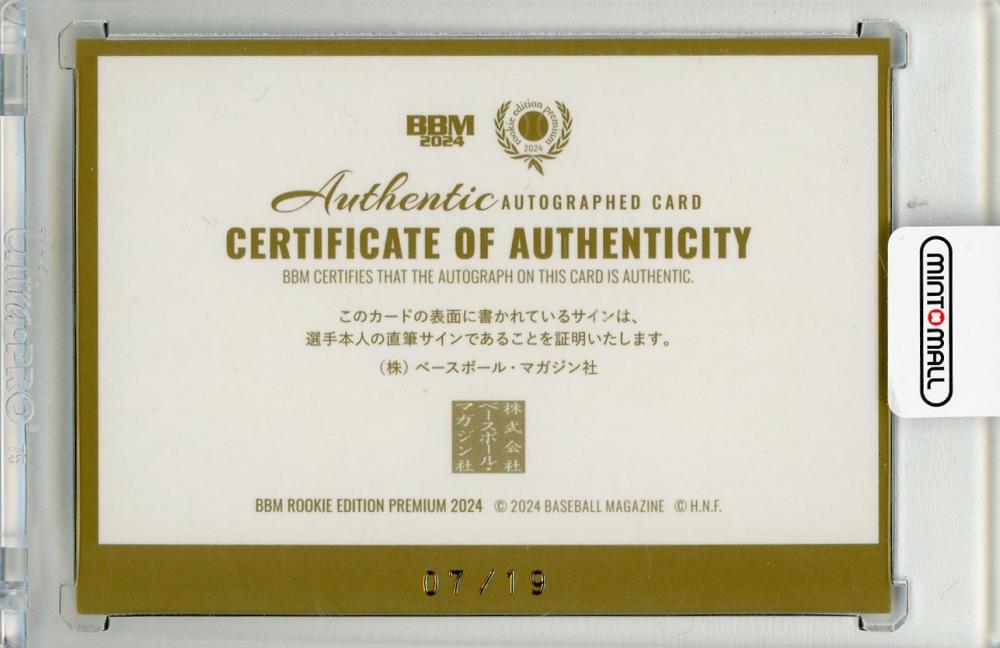 BBM
2024
rookie edition premium
2024
Authentic AUTOGRAPHED CARD
CERTIFICATE OF AUTHENTICITY
BBM CERTIFIES THAT THE AUTOGRAPH ON THIS CARD IS AUTHENTIC.
このカードの表面に書かれているサインは、
選手本人の直筆サインであることを証明いたします。
(株) ベースボール・マガジン社
株式会社
ベースボール・
マガジン社
BBM ROOKIE EDITION PREMIUM 2024 © 2024 BASEBALL MAGAZINE © H.N.F.
07/19
MINT MALL
UltraPRO